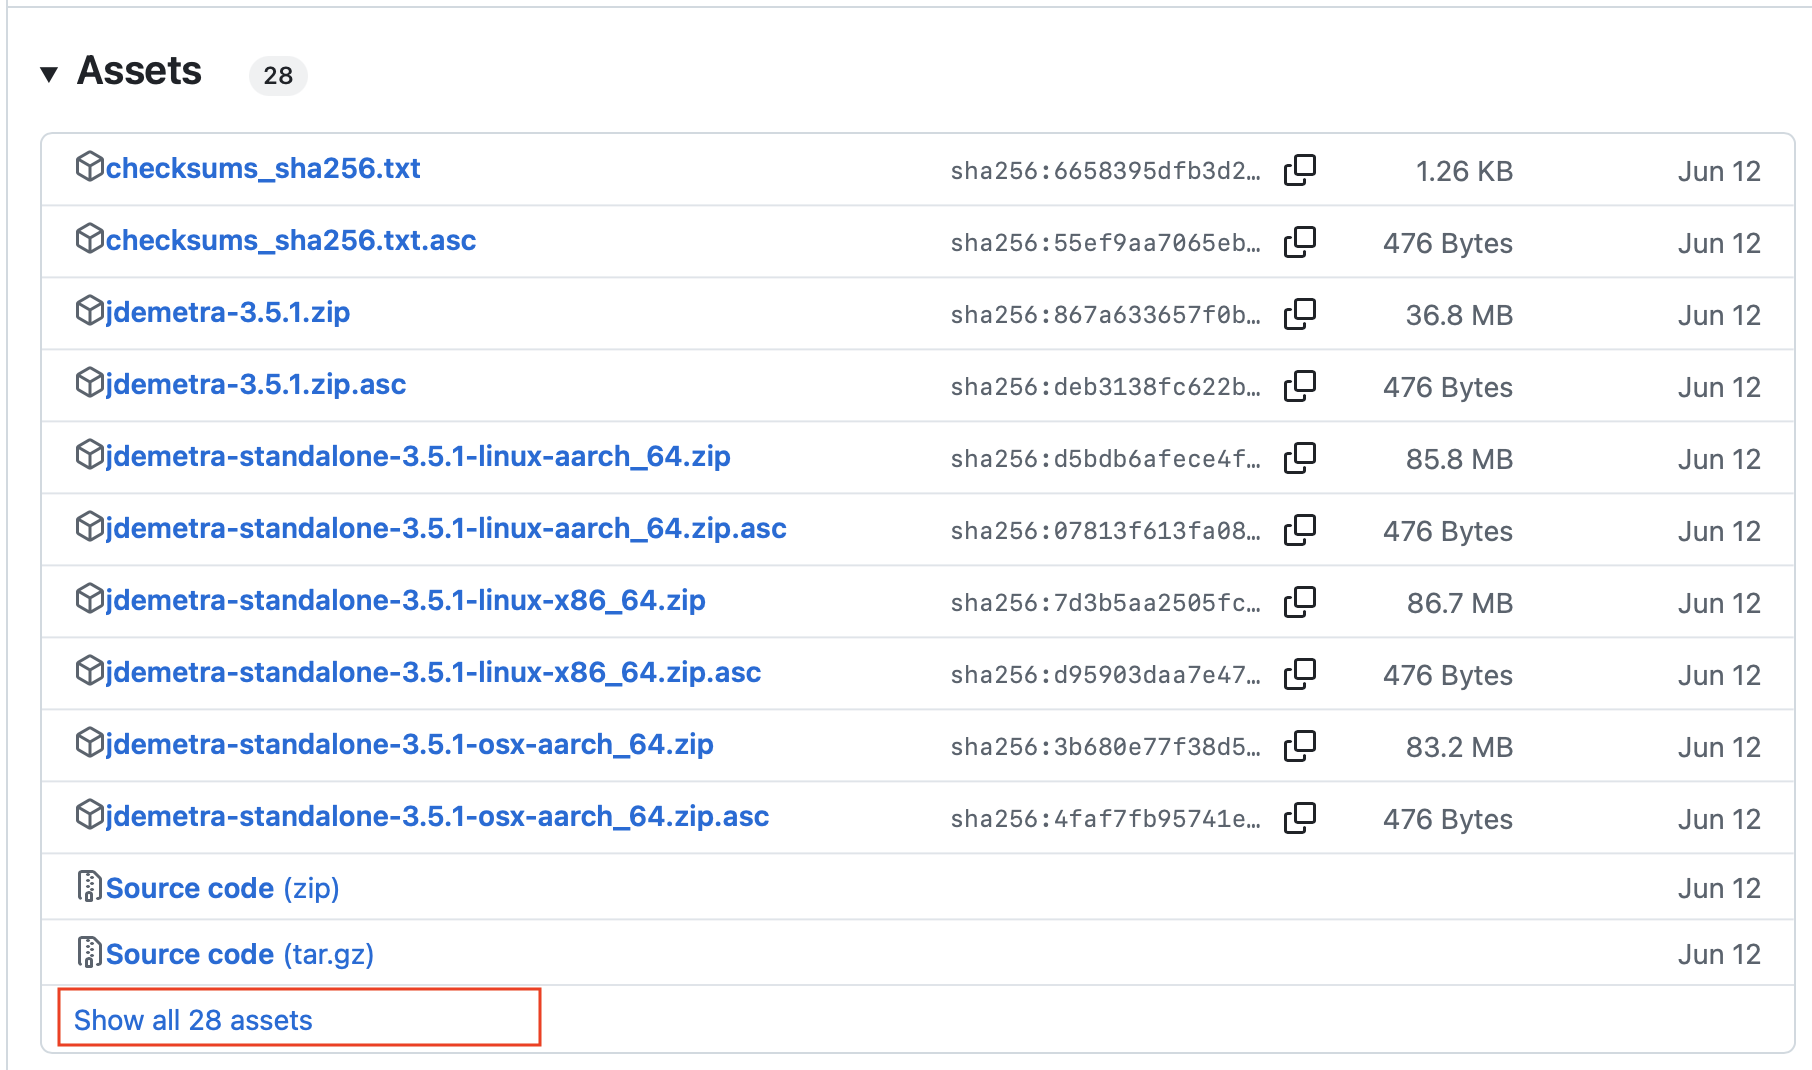 Assets 28
checksums_sha256.txt sha256:6658395dfb3d2… 1.26 KB Jun 12
checksums_sha256.txt.asc sha256:55ef9aa7065eb… 476 Bytes Jun 12
jdemetra-3.5.1.zip sha256:867a633657f0b… 36.8 MB Jun 12
jdemetra-3.5.1.zip.asc sha256:deb3138fc622b… 476 Bytes Jun 12
jdemetra-standalone-3.5.1-linux-aarch_64.zip sha256:d5bdb6afece4f… 85.8 MB Jun 12
jdemetra-standalone-3.5.1-linux-aarch_64.zip.asc sha256:07813f613fa08… 476 Bytes Jun 12
jdemetra-standalone-3.5.1-linux-x86_64.zip sha256:7d3b5aa2505fc… 86.7 MB Jun 12
jdemetra-standalone-3.5.1-linux-x86_64.zip.asc sha256:d95903daa7e47… 476 Bytes Jun 12
jdemetra-standalone-3.5.1-osx-aarch_64.zip sha256:3b680e77f38d5… 83.2 MB Jun 12
jdemetra-standalone-3.5.1-osx-aarch_64.zip.asc sha256:4faf7fb95741e… 476 Bytes Jun 12
Source code (zip) Jun 12
Source code (tar.gz) Jun 12
Show all 28 assets